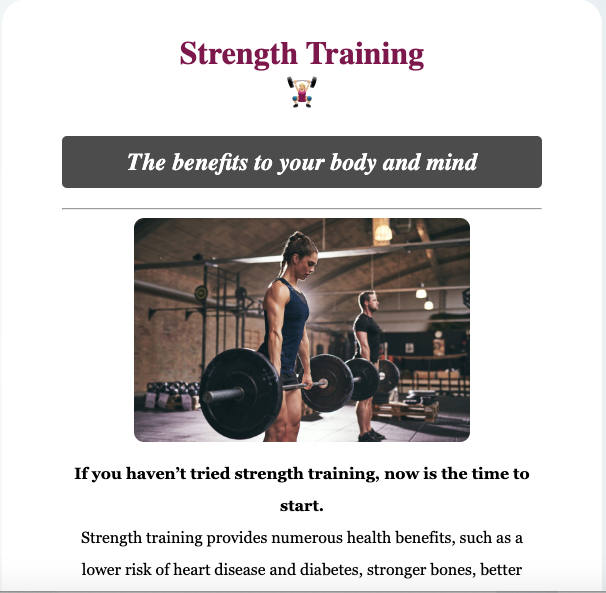 Strength Training
The benefits to your body and mind
If you haven’t tried strength training, now is the time to
start.
Strength training provides numerous health benefits, such as a
lower risk of heart disease and diabetes, stronger bones, better